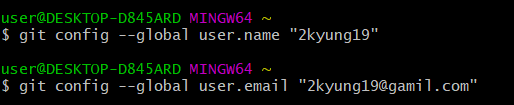 user@DESKTOP-D845ARD MINGW64 ~
$ git config --global user.name "2kyung19"
user@DESKTOP-D845ARD MINGW64 ~
$ git config --global user.email "2kyung19@gamil.com"